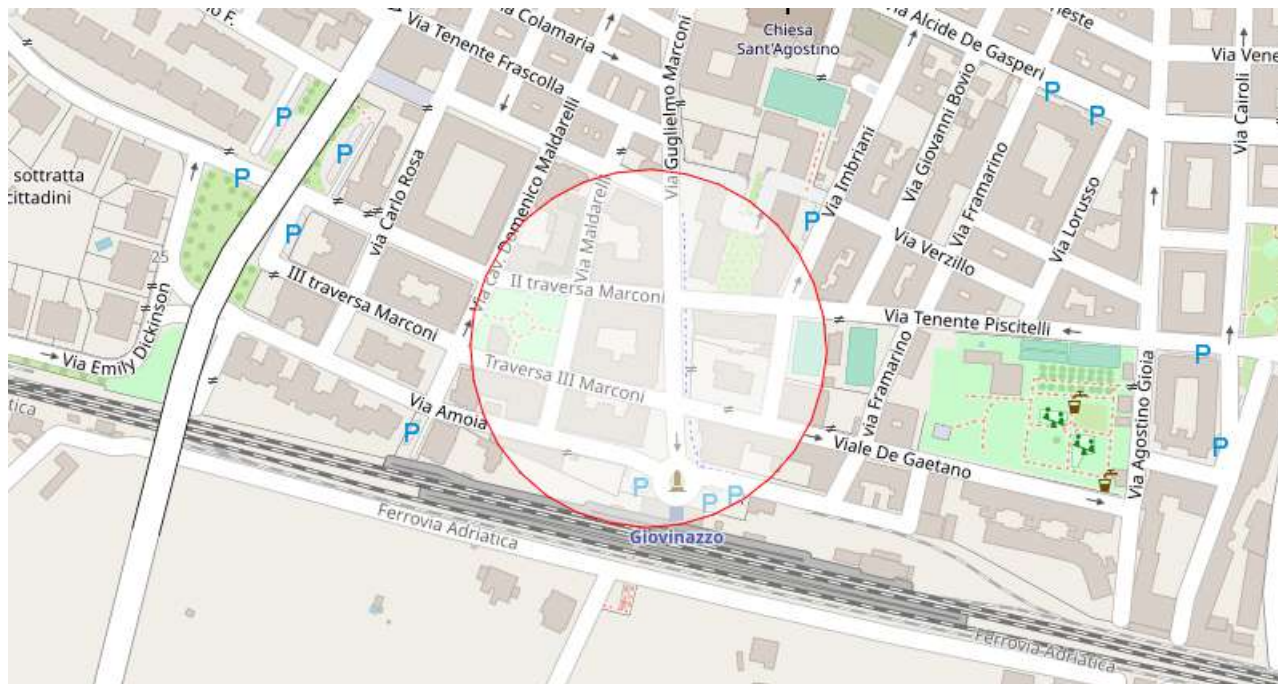 o F.
Via Tenente Frascolla
Colamaria
Via Guglielmo Marconi
Chiesa
Sant'Agostino
Via Alcide De Gasperi
Via Giovanni Bovio
Via Cairoli
Via Vene
P
P
P
P
P
P
sottratta
cittadini
via Carlo Rosa
Via Cav. Domenico Maldarelli
Via Maldarelli
Via Imbriani
Via Framarino
Via Lorusso
Via Verzillo
P
25
III traversa Marconi
II traversa Marconi
Via Tenente Piscitelli
Via Emily Dickinson
Traversa III Marconi
P
Via Amoia
via Framarino
Viale De Gaetano
Via Agostino Gioia
P
P
P
P
P
Giovinazzo
Ferrovia Adriatica
Ferrovia Adriatica